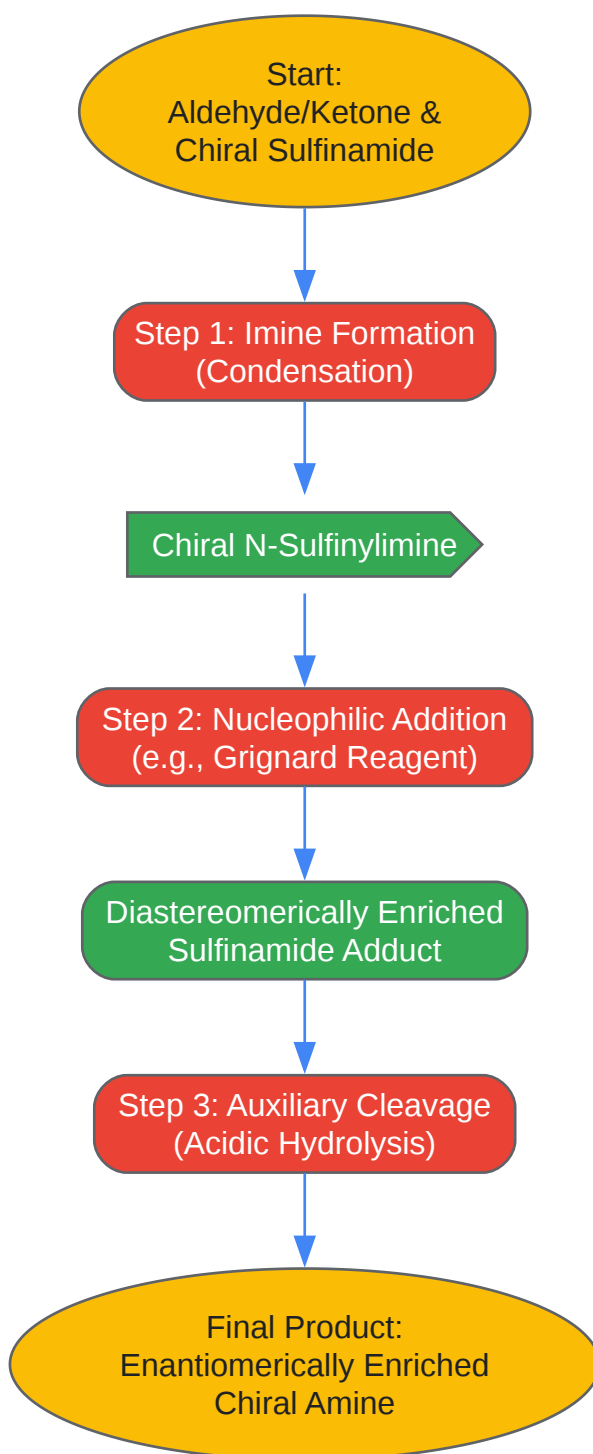 Start:
Aldehyde/Ketone &
Chiral Sulfinamide
Step 1: Imine Formation
(Condensation)
Chiral N-Sulfinylimine
Step 2: Nucleophilic Addition
(e.g., Grignard Reagent)
Diastereomerically Enriched
Sulfinamide Adduct
Step 3: Auxiliary Cleavage
(Acidic Hydrolysis)
Final Product:
Enantiomerically Enriched
Chiral Amine